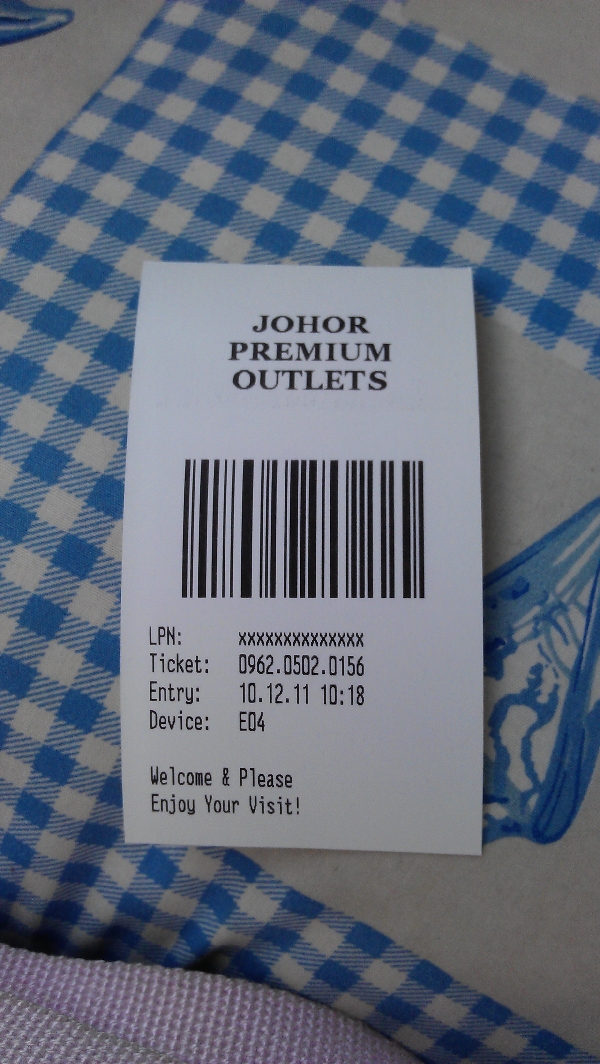 JOHOR
PREMIUM
OUTLETS
LPN: xxxxxxxxxxxxxx
Ticket: 0962.0502.0156
Entry: 10.12.11 10:18
Device: E04
Welcome & Please
Enjoy Your Visit!